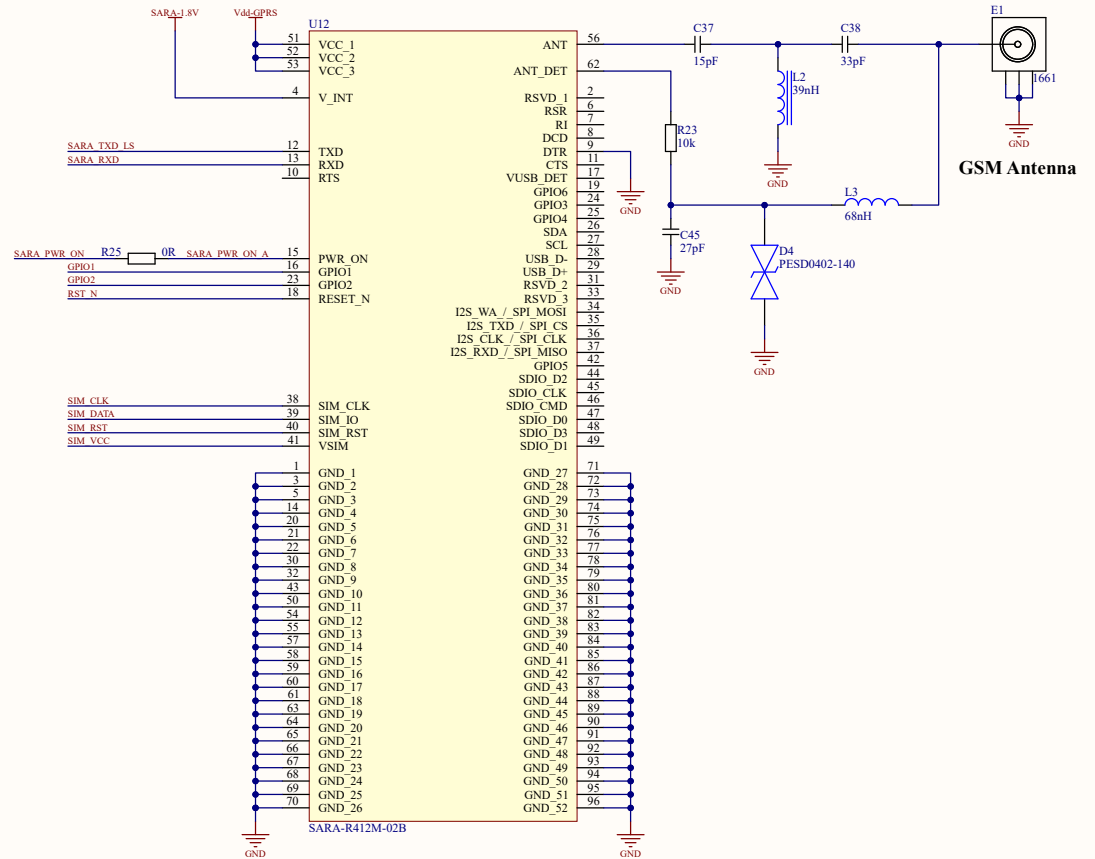 SARA-1.8V
Vdd-GPRS
U12
51 VCC_1
52 VCC_2
53 VCC_3
4 V_INT
SARA_TXD_LS 12 TXD
SARA_RXD 13 RXD
10 RTS
SARA_PWR_ON R25 0R SARA_PWR_ON_A 15 PWR_ON
GPIO1 16 GPIO1
GPIO2 23 GPIO2
RST_N 18 RESET_N
SIM_CLK 38 SIM_CLK
SIM_DATA 39 SIM_IO
SIM_RST 40 SIM_RST
SIM_VCC 41 VSIM
1 GND_1
3 GND_2
5 GND_3
14 GND_4
20 GND_5
21 GND_6
22 GND_7
30 GND_8
32 GND_9
43 GND_10
50 GND_11
54 GND_12
55 GND_13
57 GND_14
58 GND_15
59 GND_16
60 GND_17
61 GND_18
63 GND_19
64 GND_20
65 GND_21
66 GND_22
67 GND_23
68 GND_24
69 GND_25
70 GND_26
GND
ANT 56
ANT_DET 62
RSVD_1 2
RSR 6
RI 7
DCD 8
DTR 9
CTS 11
VUSB_DET 17
GPIO6 19
GPIO3 24
GPIO4 25
SDA 26
SCL 27
USB_D- 28
USB_D+ 29
RSVD_2 31
RSVD_3 33
I2S_WA_/_SPI_MOSI 34
I2S_TXD_/_SPI_CS 35
I2S_CLK_/_SPI_CLK 36
I2S_RXD_/_SPI_MISO 37
GPIO5 42
SDIO_D2 44
SDIO_CLK 45
SDIO_CMD 46
SDIO_D0 47
SDIO_D3 48
SDIO_D1 49
GND_27 71
GND_28 72
GND_29 73
GND_30 74
GND_31 75
GND_32 76
GND_33 77
GND_34 78
GND_35 79
GND_36 80
GND_37 81
GND_38 82
GND_39 83
GND_40 84
GND_41 85
GND_42 86
GND_43 87
GND_44 88
GND_45 89
GND_46 90
GND_47 91
GND_48 92
GND_49 93
GND_50 94
GND_51 95
GND_52 96
GND
SARA-R412M-02B
GND
C37
15pF
C38
33pF
L2
39nH
GND
R23
10k
C45
27pF
GND
L3
68nH
D4
PESD0402-140
GND
E1
1661
GND
GSM Antenna